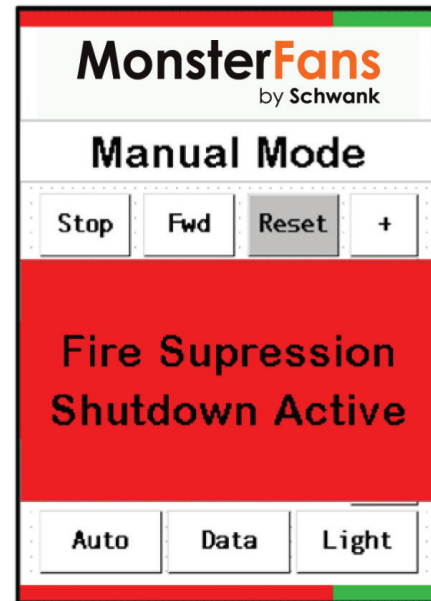 MonsterFans
by Schwank
Manual Mode
Stop Fwd Reset +
Fire Supression
Shutdown Active
Auto Data Light